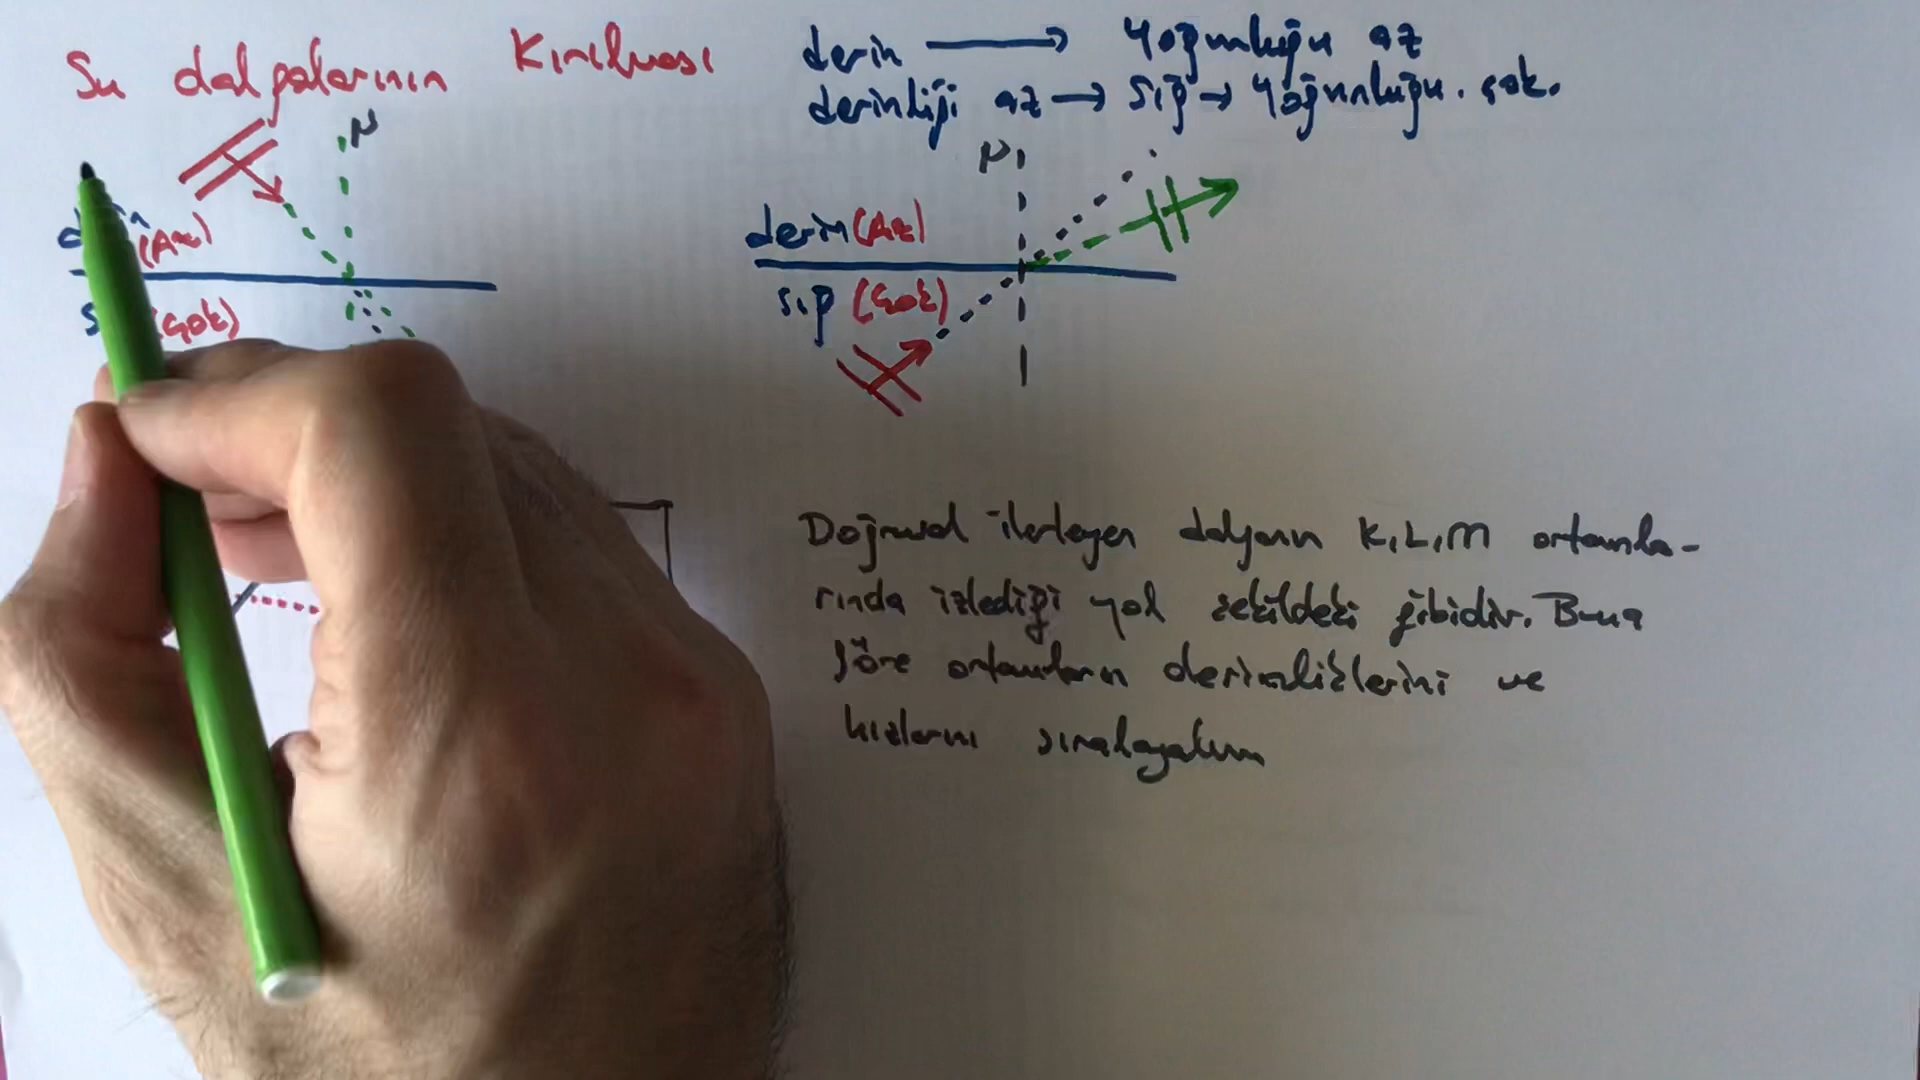 Su dalgalarının Kırılması
derin → Yoğunluğu az
derinliği az → sığ → Yoğunluğu çok.
N
(Az)
(Çok)
N
derin (Az)
sığ (Çok)
Doğrusal ilerleyen dalganın K, L, M ortamla-
rında izlediği yol şekildeki gibidir. Buna
göre ortamların derinliklerini ve
hızlarını sıralayalım